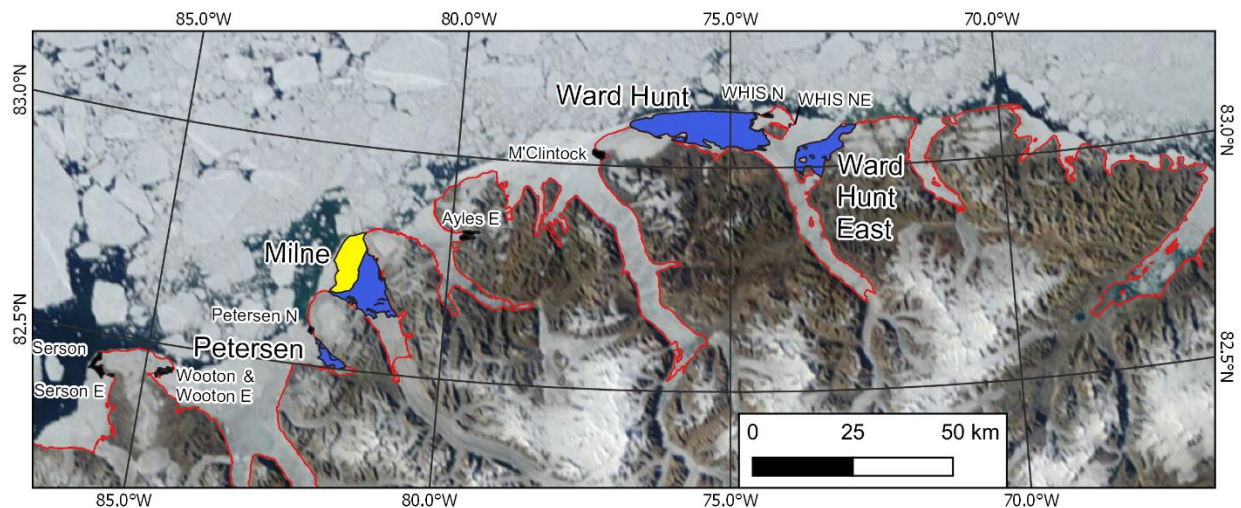 85.0°W
80.0°W
75.0°W
70.0°W
83.0°N
83.0°N
Ward Hunt
WHIS N
WHIS NE
M'Clintock
Ward
Hunt
East
Ayles E
Milne
82.5°N
Petersen N
Petersen
Serson
Serson E
Wooton &
Wooton E
82.5°N
0 25 50 km
85.0°W
80.0°W
75.0°W
70.0°W